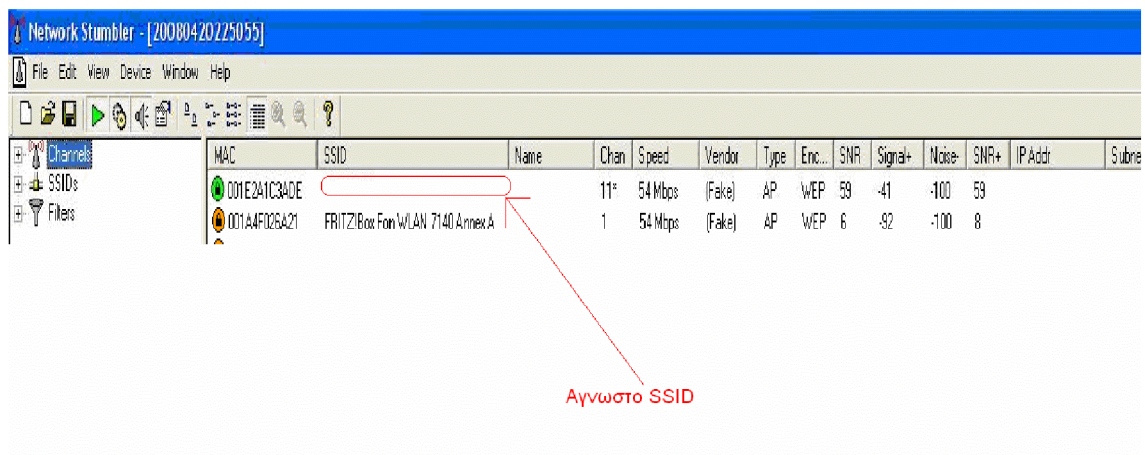 Network Stumbler - [20080420225055]
File Edit View Device Window Help
Channels
SSIDs
Filters
MAC SSID Name Chan Speed Vendor Type Enc... SNR Signal+ Noise- SNR+ IP Addr Subne
001E2A1C3ADE 11* 54 Mbps (Fake) AP WEP 59 -41 -100 59
001A4F026A21 FRITZ!Box Fon WLAN 7140 Annex A 1 54 Mbps (Fake) AP WEP 6 -92 -100 8
Αγνωστο SSID